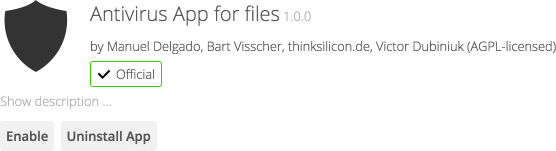 Antivirus App for files 1.0.0
by Manuel Delgado, Bart Visscher, thinksilicon.de, Victor Dubiniuk (AGPL-licensed)
Official
Show description ...
Enable Uninstall App